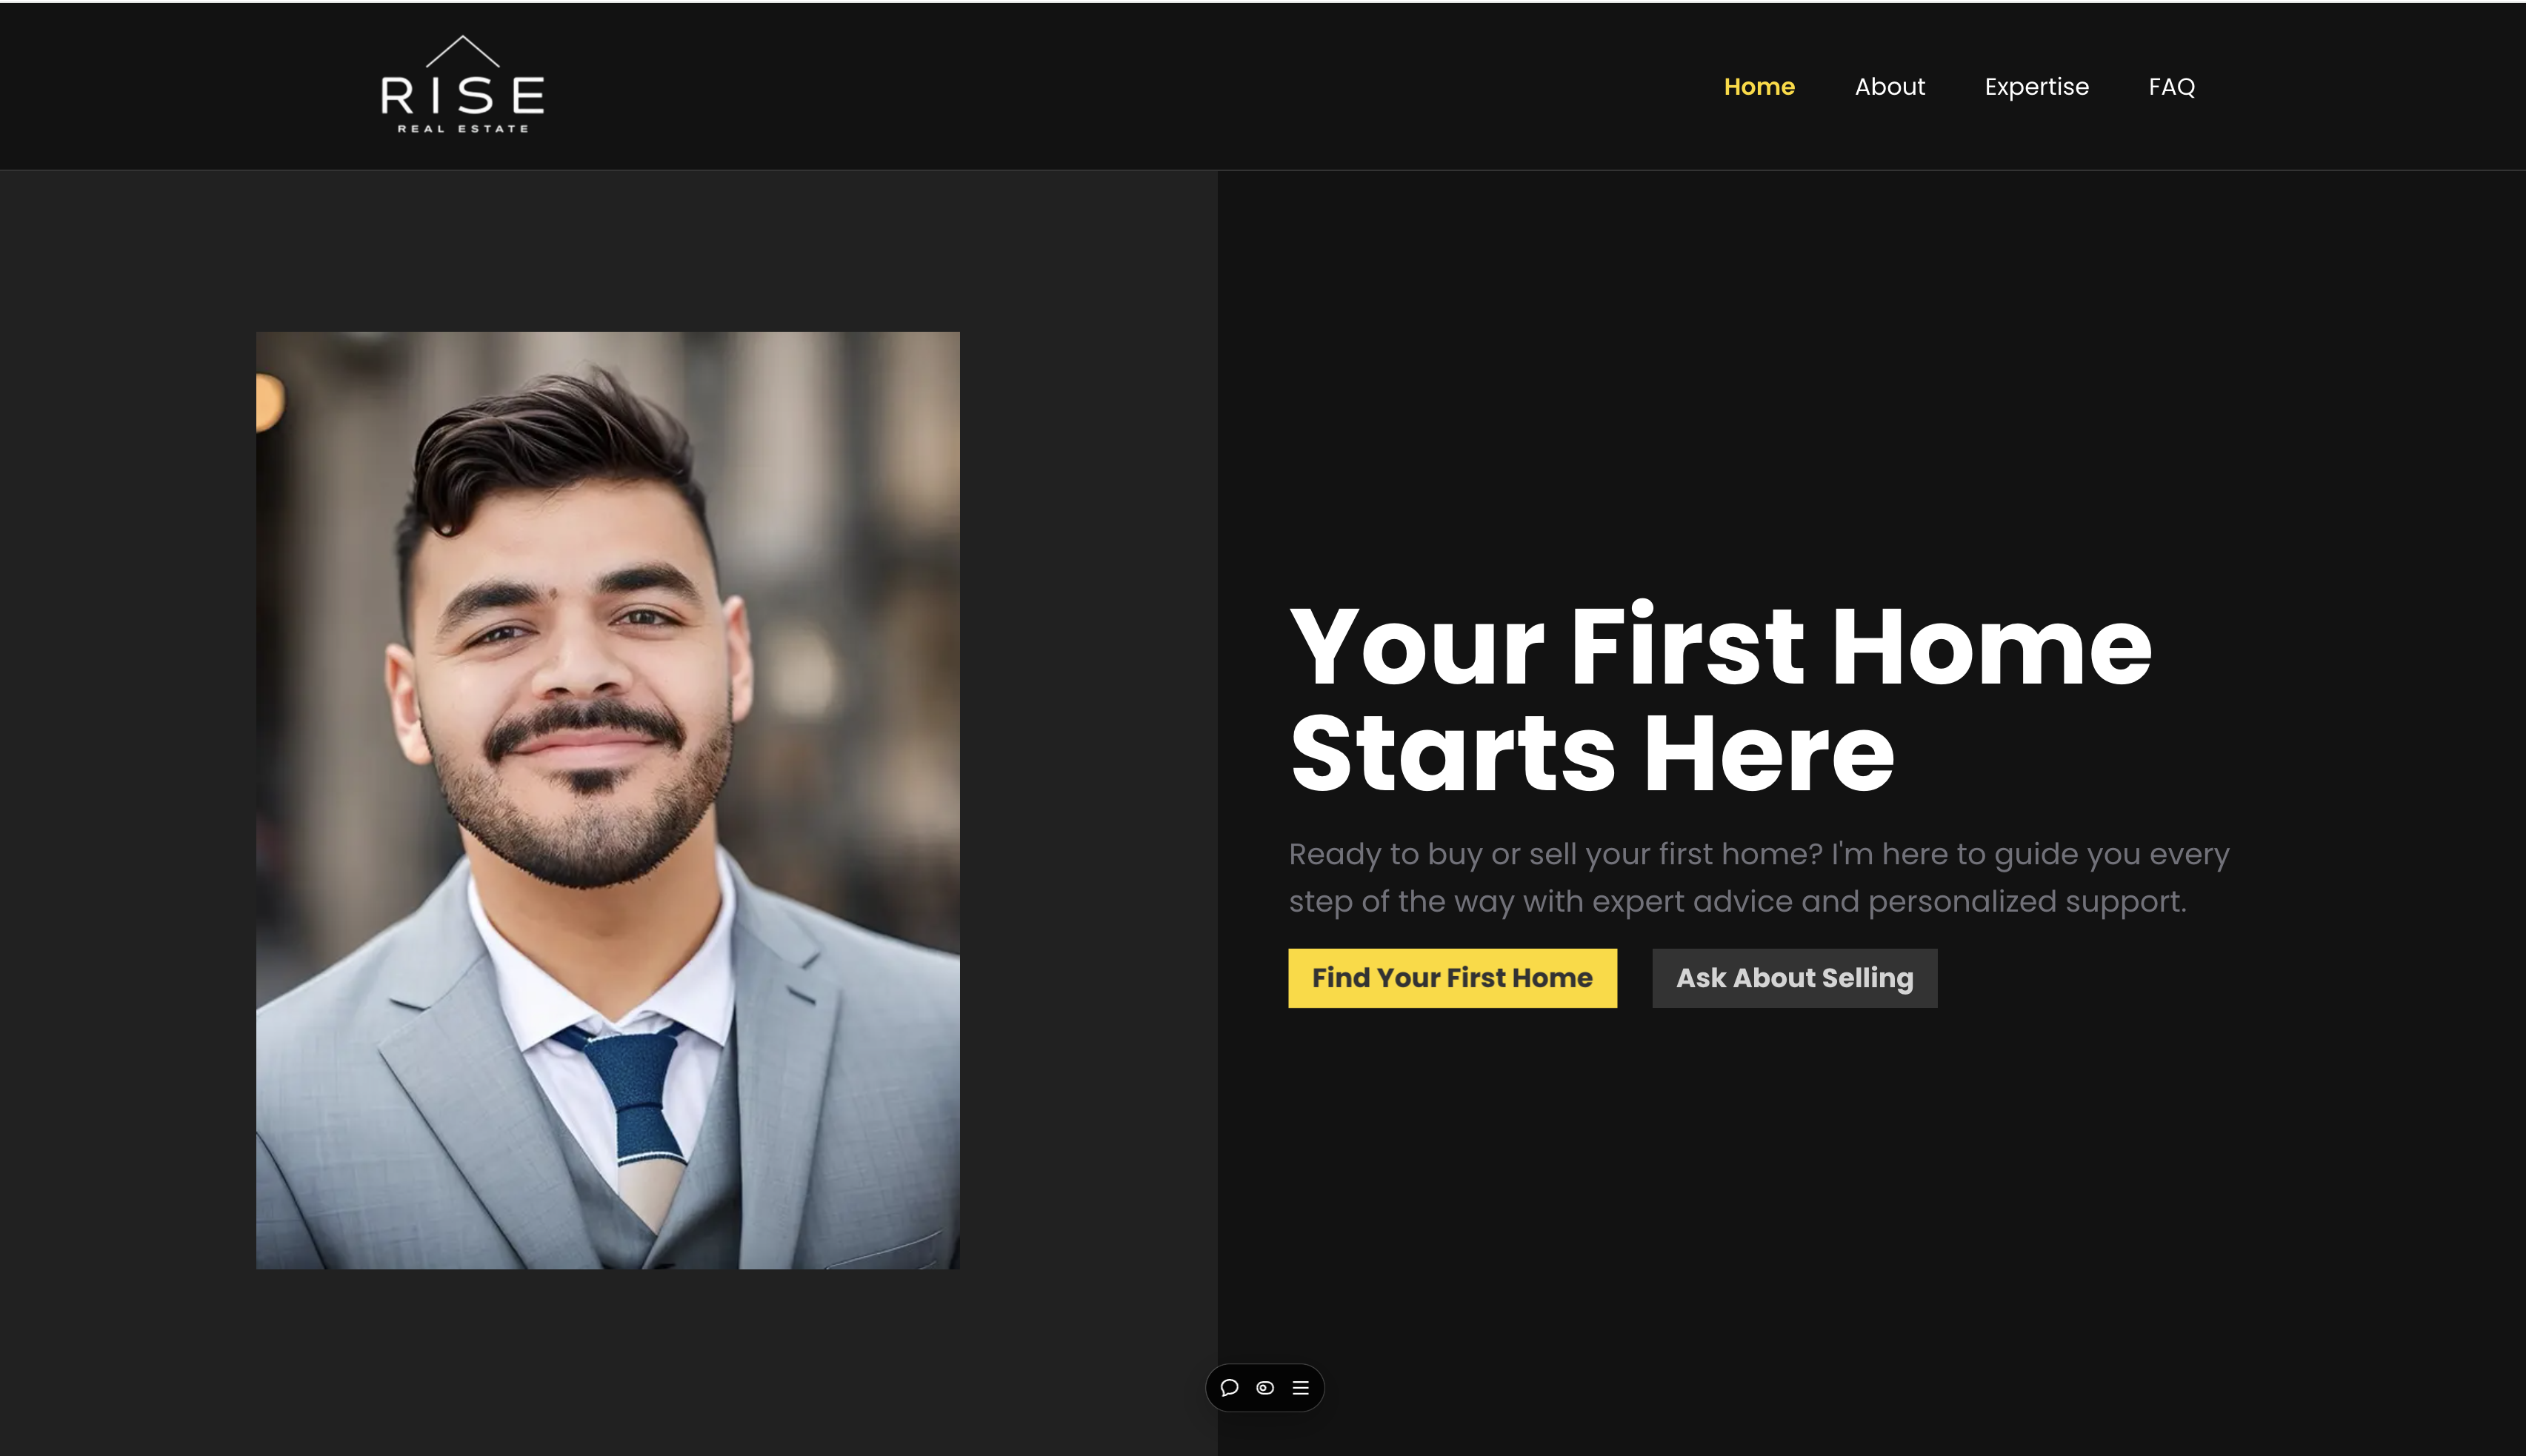 RISE
REAL ESTATE
Home About Expertise FAQ
Your First Home
Starts Here
Ready to buy or sell your first home? I'm here to guide you every
step of the way with expert advice and personalized support.
Find Your First Home Ask About Selling